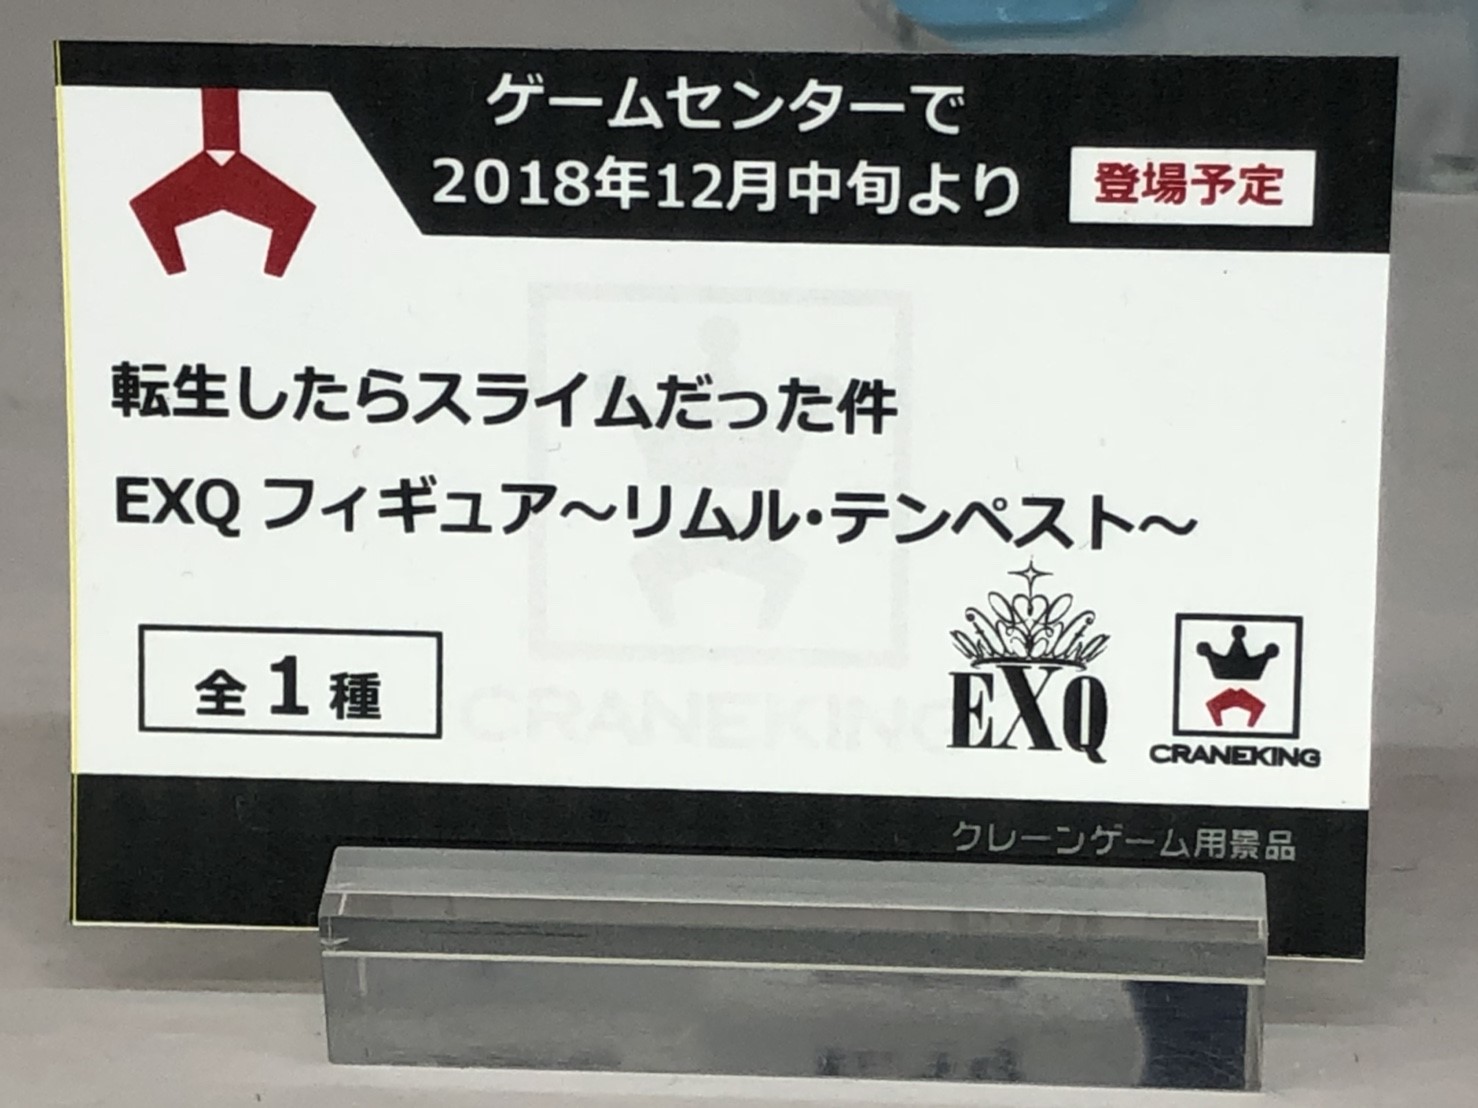 ゲームセンターで
2018年12月中旬より
登場予定
転生したらスライムだった件
EXQ フィギュア～リムル・テンペスト～
全1種
EXQ
CRANEKING
CRANEKING
クレーンゲーム用景品